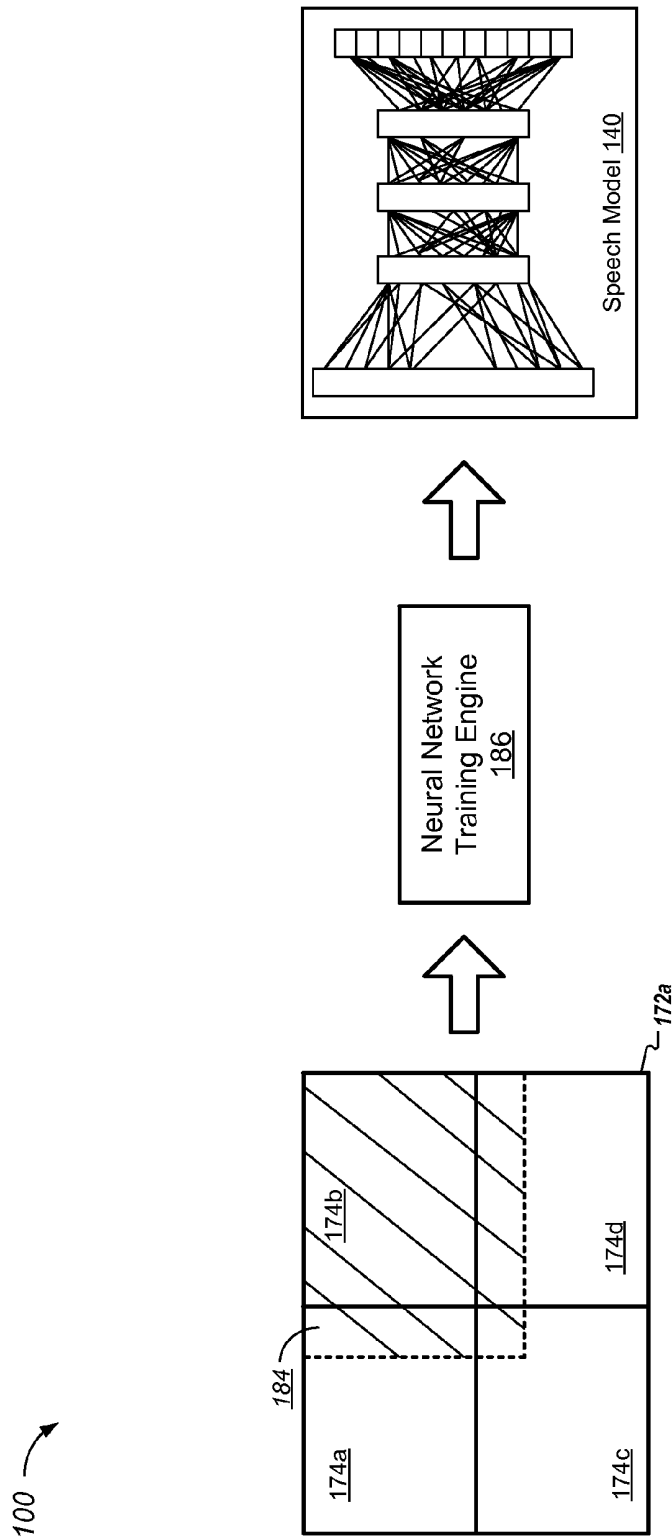 100
174a
184
174b
174c
174d
172a
Neural Network
Training Engine
186
Speech Model 140